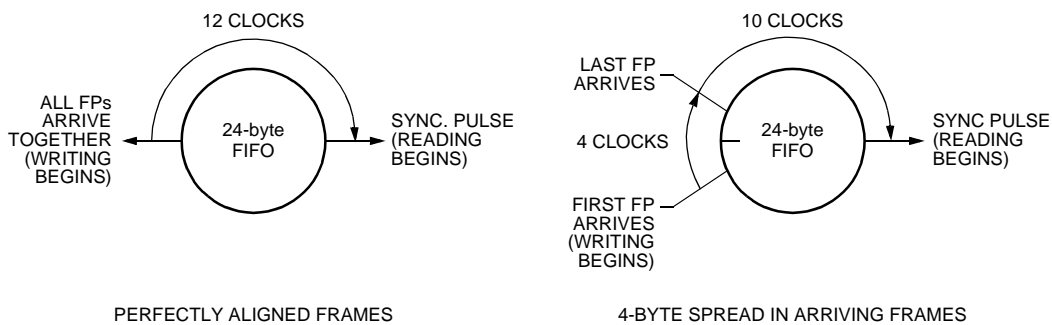 12 CLOCKS
ALL FPs
ARRIVE
TOGETHER
(WRITING
BEGINS)
24-byte
FIFO
SYNC. PULSE
(READING
BEGINS)
PERFECTLY ALIGNED FRAMES
10 CLOCKS
LAST FP
ARRIVES
4 CLOCKS
FIRST FP
ARRIVES
(WRITING
BEGINS)
24-byte
FIFO
SYNC PULSE
(READING
BEGINS)
4-BYTE SPREAD IN ARRIVING FRAMES